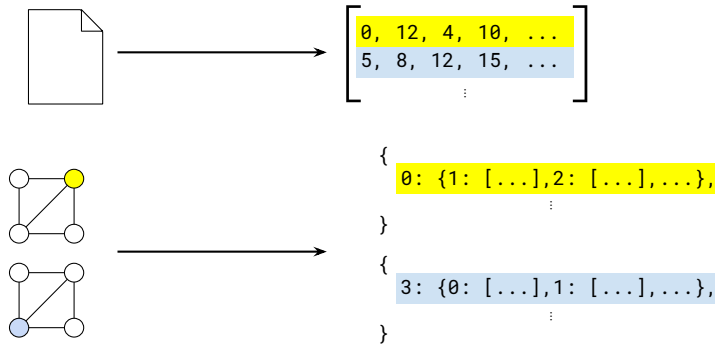 0, 12, 4, 10, ...
5, 8, 12, 15, ...
⋮
{
0: {1: [...],2: [...],...},
⋮
}
{
3: {0: [...],1: [...],...},
⋮
}